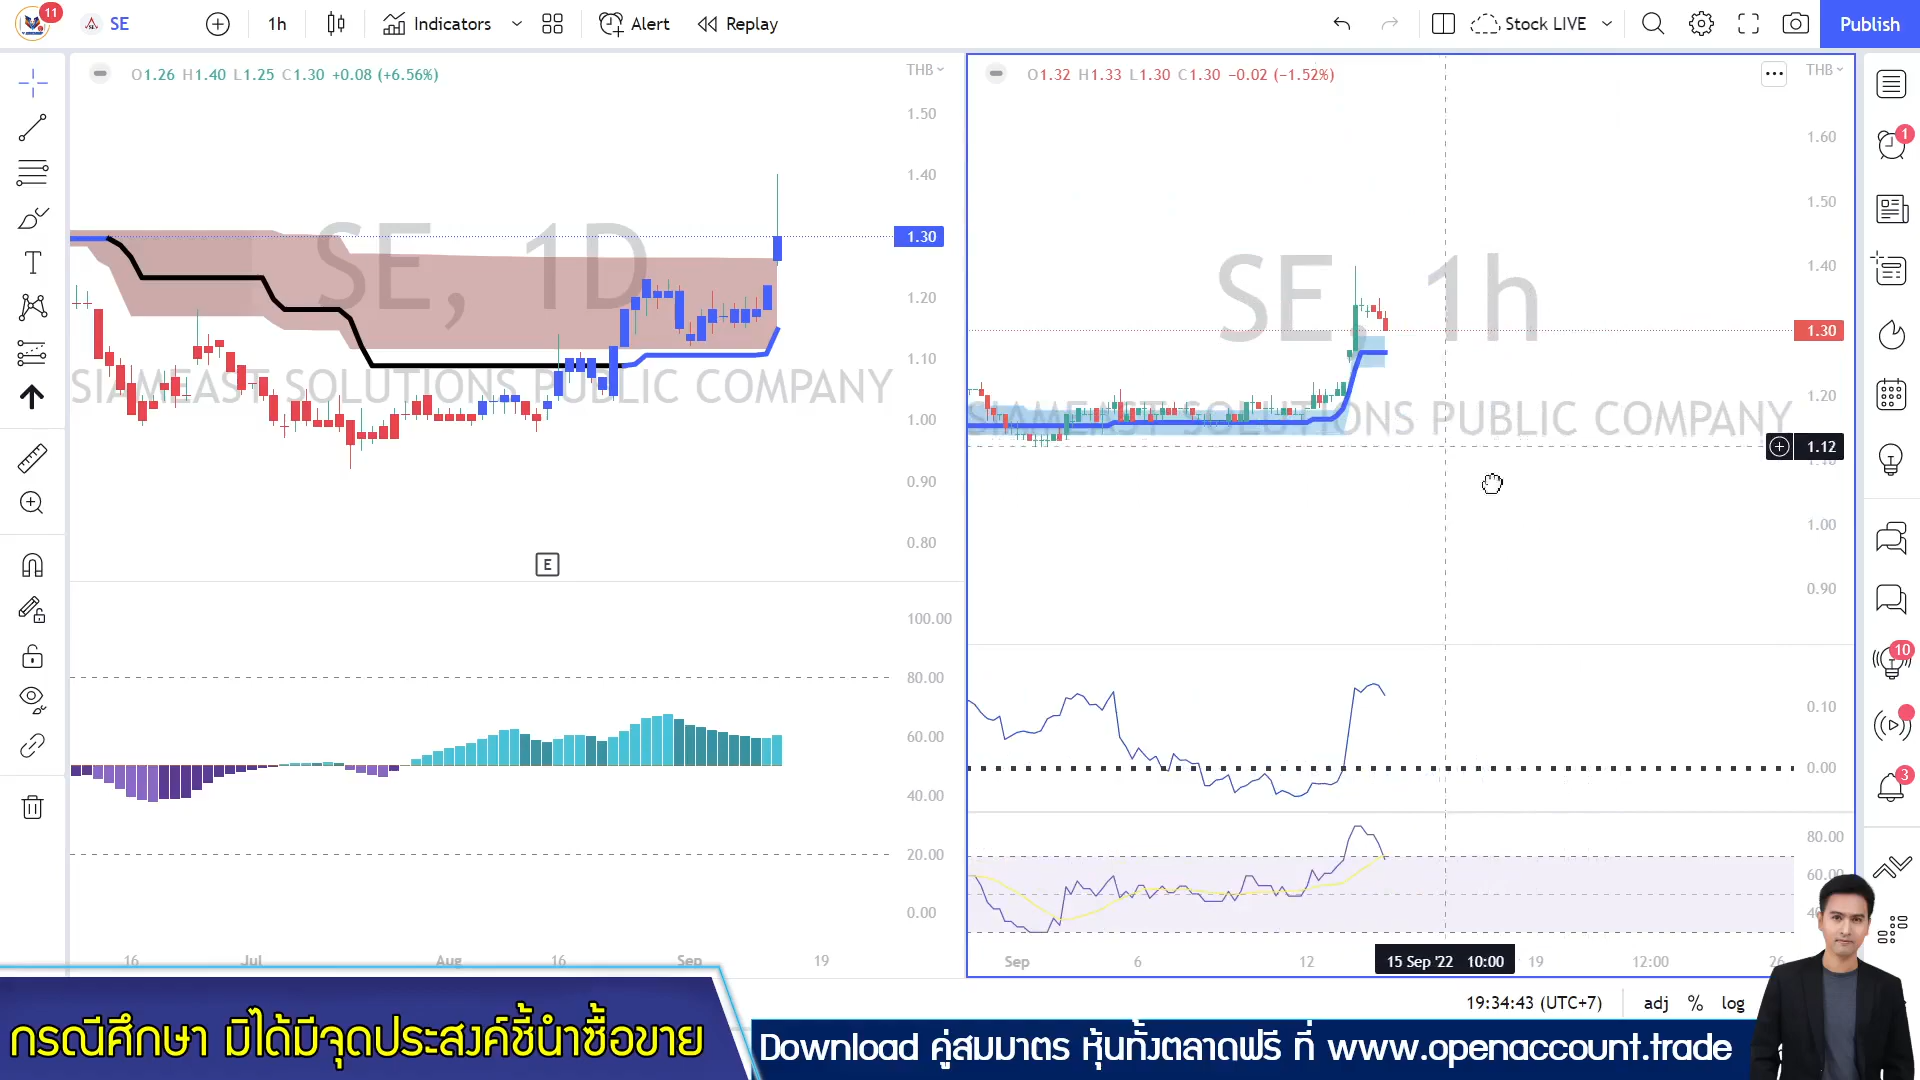 11
SE
1h
Indicators
Alert
Replay
Stock LIVE
Publish
O1.26 H1.40 L1.25 C1.30 +0.08 (+6.56%)
THB
1.50
1.40
1.30
1.20
1.10
1.00
0.90
0.80
SE, 1D
SIAMEAST SOLUTIONS PUBLIC COMPANY
E
100.00
80.00
60.00
40.00
20.00
0.00
16
Jul
Aug
16
Sep
19
O1.32 H1.33 L1.30 C1.30 −0.02 (−1.52%)
THB
1.60
1.50
1.40
1.30
1.20
1.12
1.00
0.90
SE, 1h
SIAMEAST SOLUTIONS PUBLIC COMPANY
0.10
0.00
80.00
60.00
Sep
6
12
15 Sep '22 10:00
19
12:00
26
1
10
3
19:34:43 (UTC+7)
adj
%
log
กรณีศึกษา มิได้มีจุดประสงค์ชี้นำซื้อขาย
Download คู่สมมาตร หุ้นทั้งตลาดฟรี ที่ www.openaccount.trade